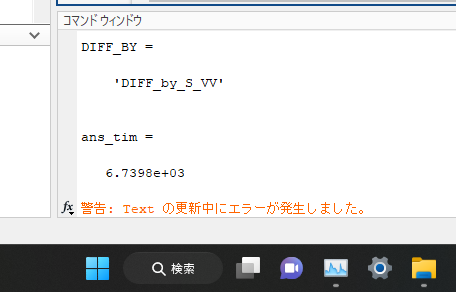 コマンド ウィンドウ
DIFF_BY =
'DIFF_by_S_VV'
ans_tim =
6.7398e+03
fx 警告: Text の更新中にエラーが発生しました。
検索